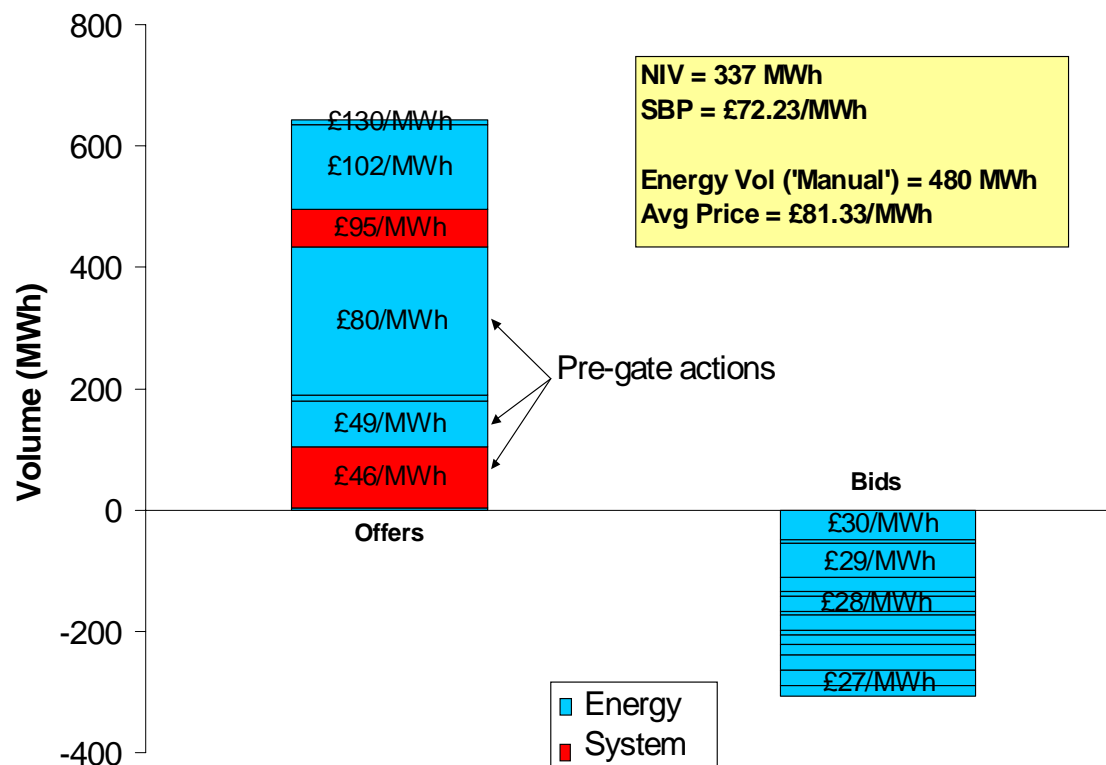 800
600
400
200
0
-200
-400
Volume (MWh)
NIV = 337 MWh
SBP = £72.23/MWh
Energy Vol ('Manual') = 480 MWh
Avg Price = £81.33/MWh
£130/MWh
£102/MWh
£95/MWh
£80/MWh
£49/MWh
£46/MWh
Pre-gate actions
Offers
Bids
£30/MWh
£29/MWh
£28/MWh
£27/MWh
Energy
System